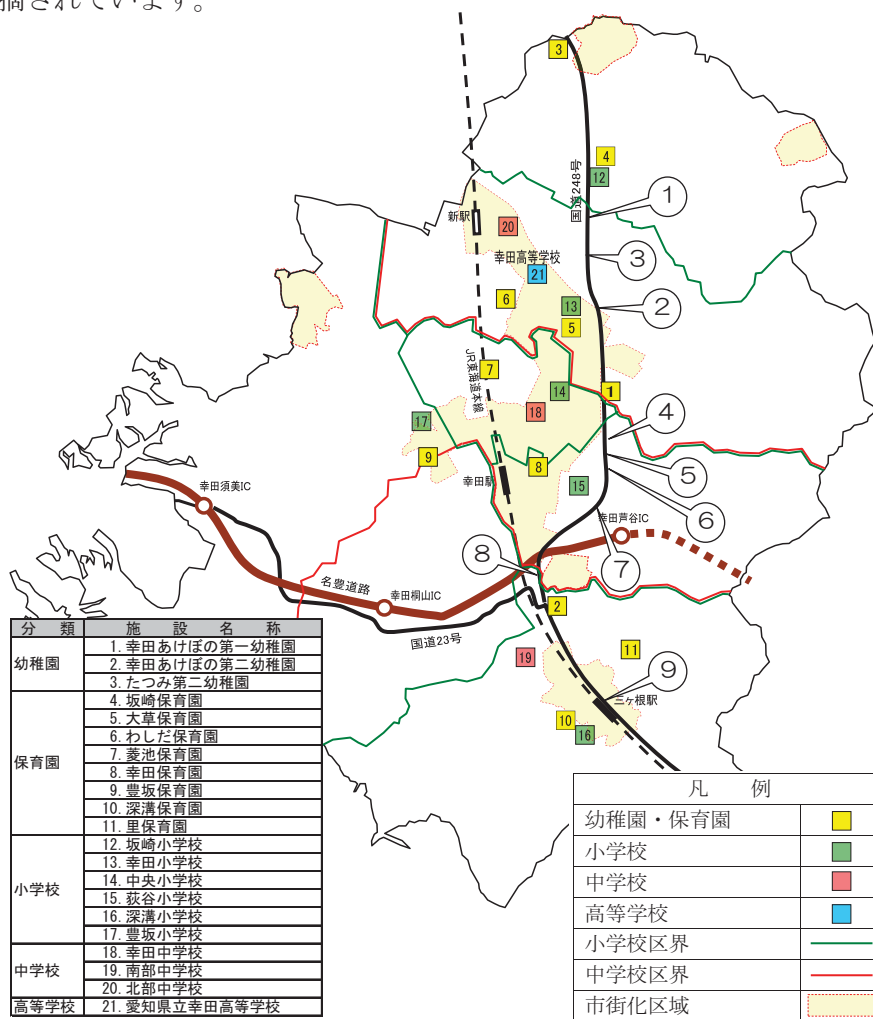 摘されています。
3
4
12
国道248号
①
新駅
20
③
幸田高等学校
21
6
13
②
5
7
JR東海道本線
14
1
18
④
17
9
8
幸田駅
15
⑤
⑥
幸田須美IC
幸田芦谷IC
⑧
⑦
名豊道路
幸田桐山IC
2
国道23号
19
11
⑨
三ヶ根駅
10
16
分 類 施 設 名 称
幼稚園
1. 幸田あけぼの第一幼稚園
2. 幸田あけぼの第二幼稚園
3. たつみ第二幼稚園
保育園
4. 坂崎保育園
5. 大草保育園
6. わしだ保育園
7. 菱池保育園
8. 幸田保育園
9. 豊坂保育園
10. 深溝保育園
11. 里保育園
小学校
12. 坂崎小学校
13. 幸田小学校
14. 中央小学校
15. 荻谷小学校
16. 深溝小学校
17. 豊坂小学校
中学校
18. 幸田中学校
19. 南部中学校
20. 北部中学校
高等学校 21. 愛知県立幸田高等学校
凡 例
幼稚園・保育園
小学校
中学校
高等学校
小学校区界
中学校区界
市街化区域